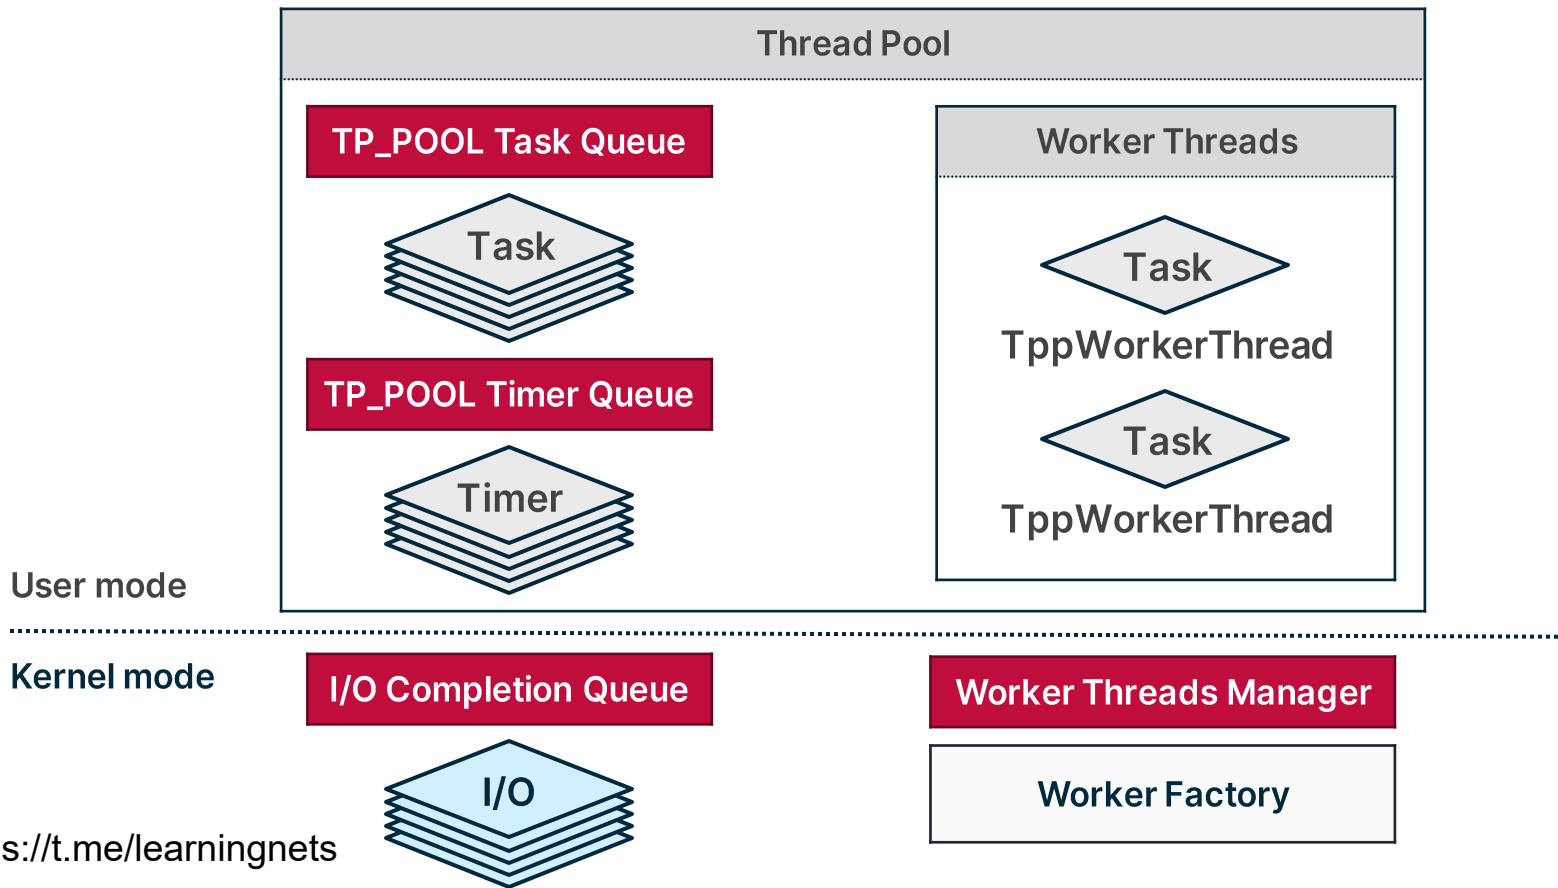 Thread Pool
TP_POOL Task Queue
Task
TP_POOL Timer Queue
Timer
Worker Threads
Task
TppWorkerThread
Task
TppWorkerThread
User mode
Kernel mode
I/O Completion Queue
I/O
Worker Threads Manager
Worker Factory
s://t.me/learningnets